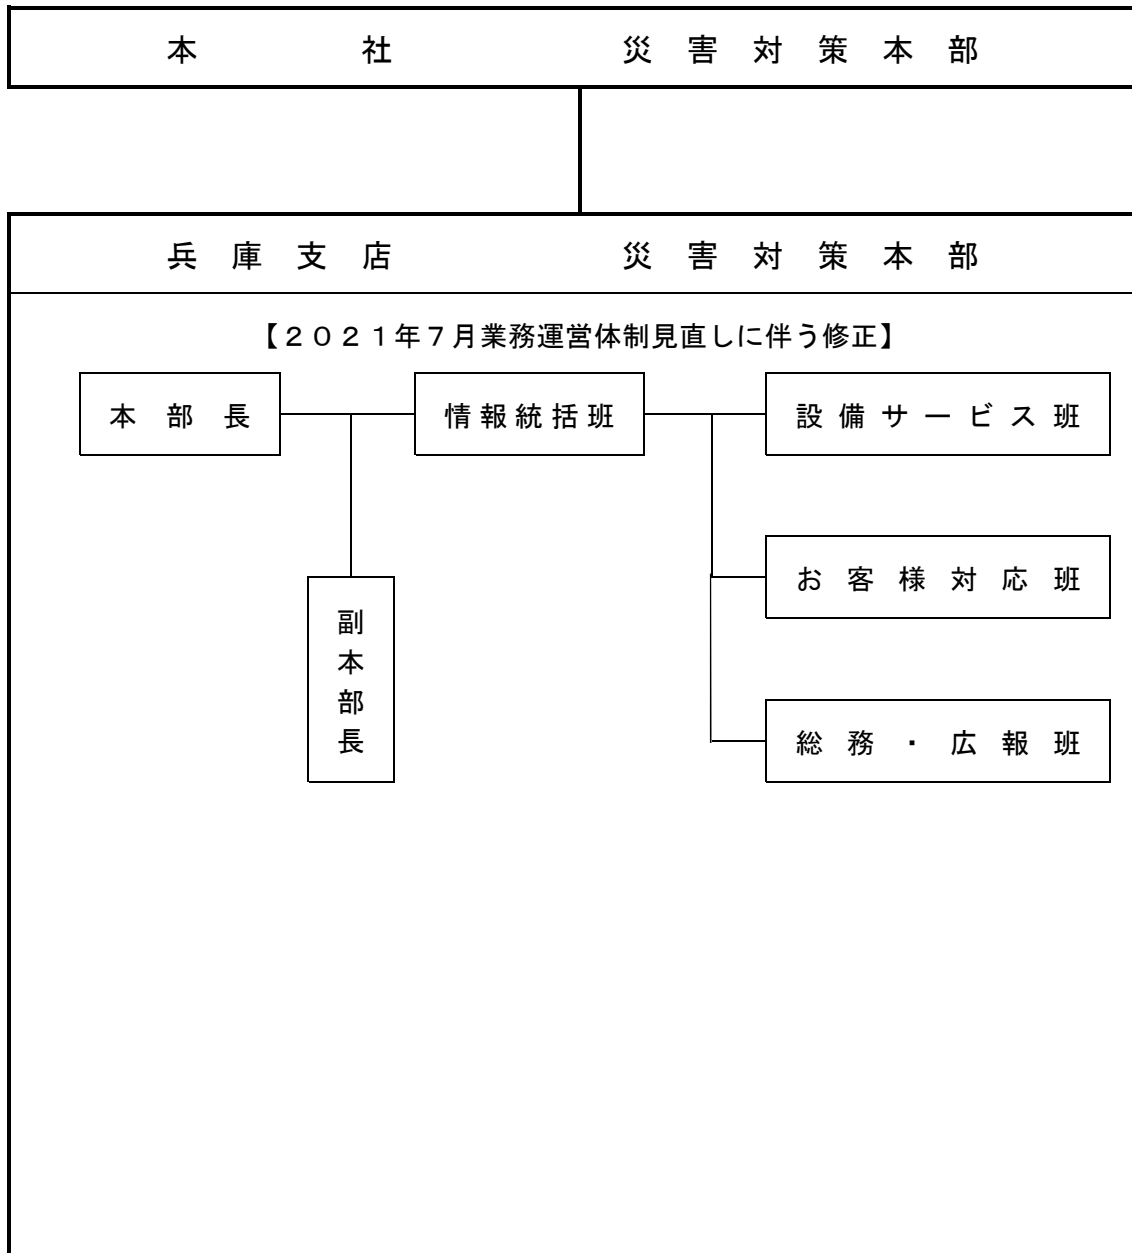 本社 災害対策本部
兵庫支店 災害対策本部
【２０２１年７月業務運営体制見直しに伴う修正】
本部長
情報統括班
設備サービス班
お客様対応班
副本部長
総務・広報班